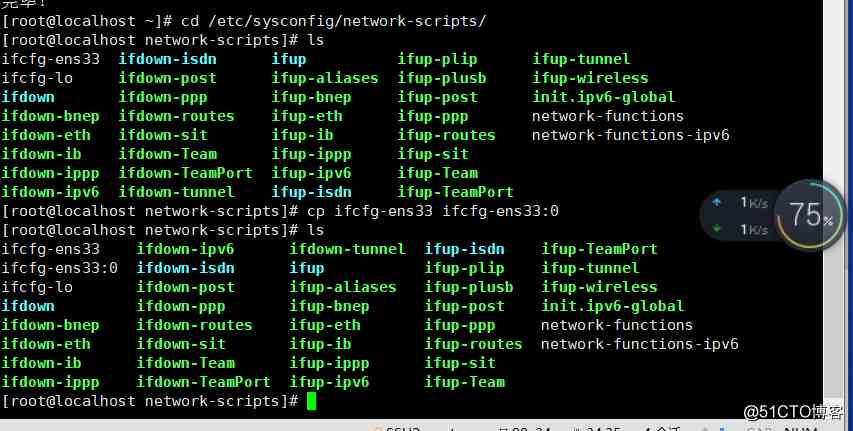 完毕！
[root@localhost ~]# cd /etc/sysconfig/network-scripts/
[root@localhost network-scripts]# ls
ifcfg-ens33  ifdown-isdn  ifup  ifup-plip  ifup-tunnel
ifcfg-lo  ifdown-post  ifup-aliases  ifup-plusb  ifup-wireless
ifdown  ifdown-ppp  ifup-bnep  ifup-post  init.ipv6-global
ifdown-bnep  ifdown-routes  ifup-eth  ifup-ppp  network-functions
ifdown-eth  ifdown-sit  ifup-ib  ifup-routes  network-functions-ipv6
ifdown-ib  ifdown-Team  ifup-ippp  ifup-sit
ifdown-ippp  ifdown-TeamPort  ifup-ipv6  ifup-Team
ifdown-ipv6  ifdown-tunnel  ifup-isdn  ifup-TeamPort
[root@localhost network-scripts]# cp ifcfg-ens33 ifcfg-ens33:0
[root@localhost network-scripts]# ls
ifcfg-ens33  ifdown-ipv6  ifdown-tunnel  ifup-isdn  ifup-TeamPort
ifcfg-ens33:0  ifdown-isdn  ifup  ifup-plip  ifup-tunnel
ifcfg-lo  ifdown-post  ifup-aliases  ifup-plusb  ifup-wireless
ifdown  ifdown-ppp  ifup-bnep  ifup-post  init.ipv6-global
ifdown-bnep  ifdown-routes  ifup-eth  ifup-ppp  network-functions
ifdown-eth  ifdown-sit  ifup-ib  ifup-routes  network-functions-ipv6
ifdown-ib  ifdown-Team  ifup-ippp  ifup-sit
ifdown-ippp  ifdown-TeamPort  ifup-ipv6  ifup-Team
[root@localhost network-scripts]#
1K/s
1K/s
75%
@51CTO博客